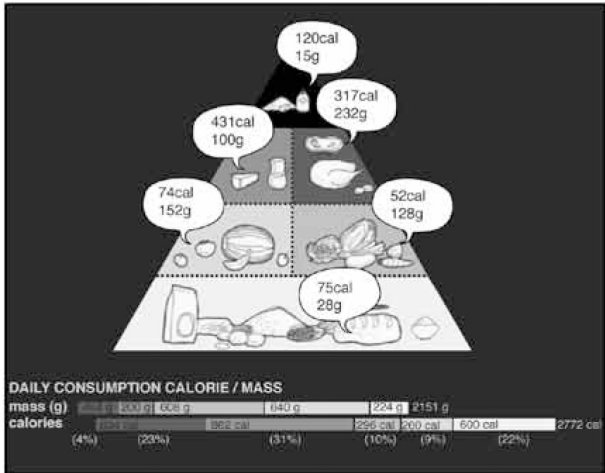 120cal
15g
317cal
232g
431cal
100g
74cal
152g
52cal
128g
75cal
28g
DAILY CONSUMPTION CALORIE / MASS
mass (g) 200 g 608 g 640 g 224 g 2151 g
calories 862 cal 296 cal 260 cal 600 cal 2772 cal
(4%) (23%) (31%) (10%) (9%) (22%)